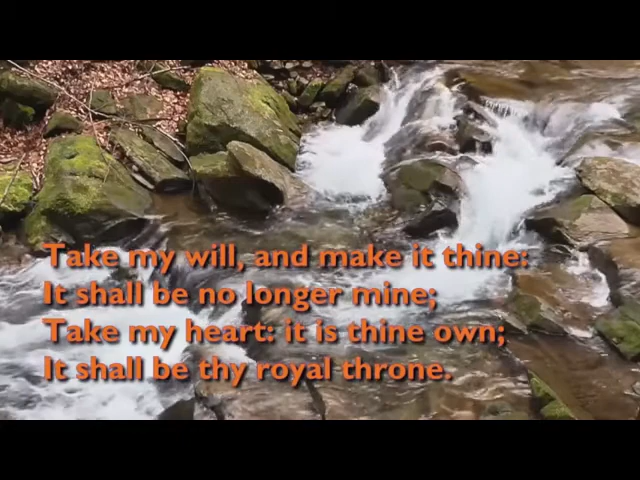 Take my will, and make it thine:
It shall be no longer mine;
Take my heart: it is thine own;
It shall be thy royal throne.